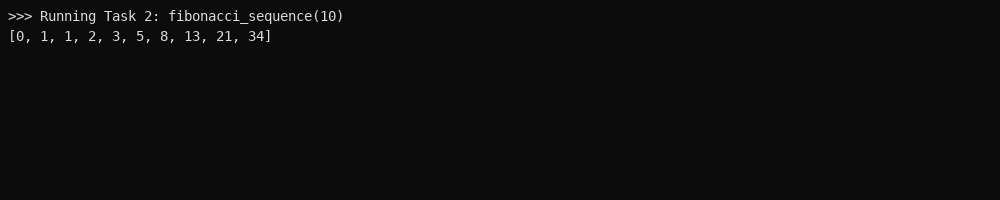 >>> Running Task 2: fibonacci_sequence(10)
[0, 1, 1, 2, 3, 5, 8, 13, 21, 34]